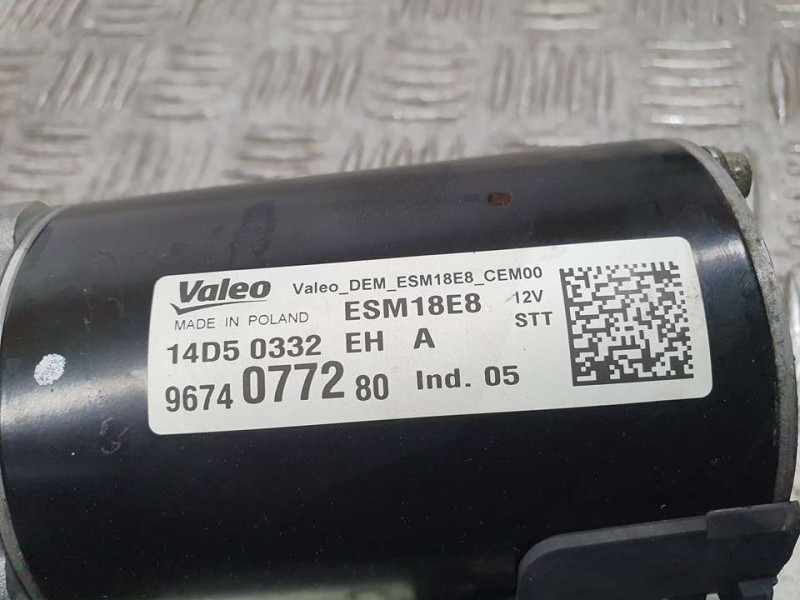 Valeo Valeo_DEM_ESM18E8_CEM00
MADE IN POLAND ESM18E8 12V
STT
14D5 0332 EH A
9674 0772 80 Ind. 05